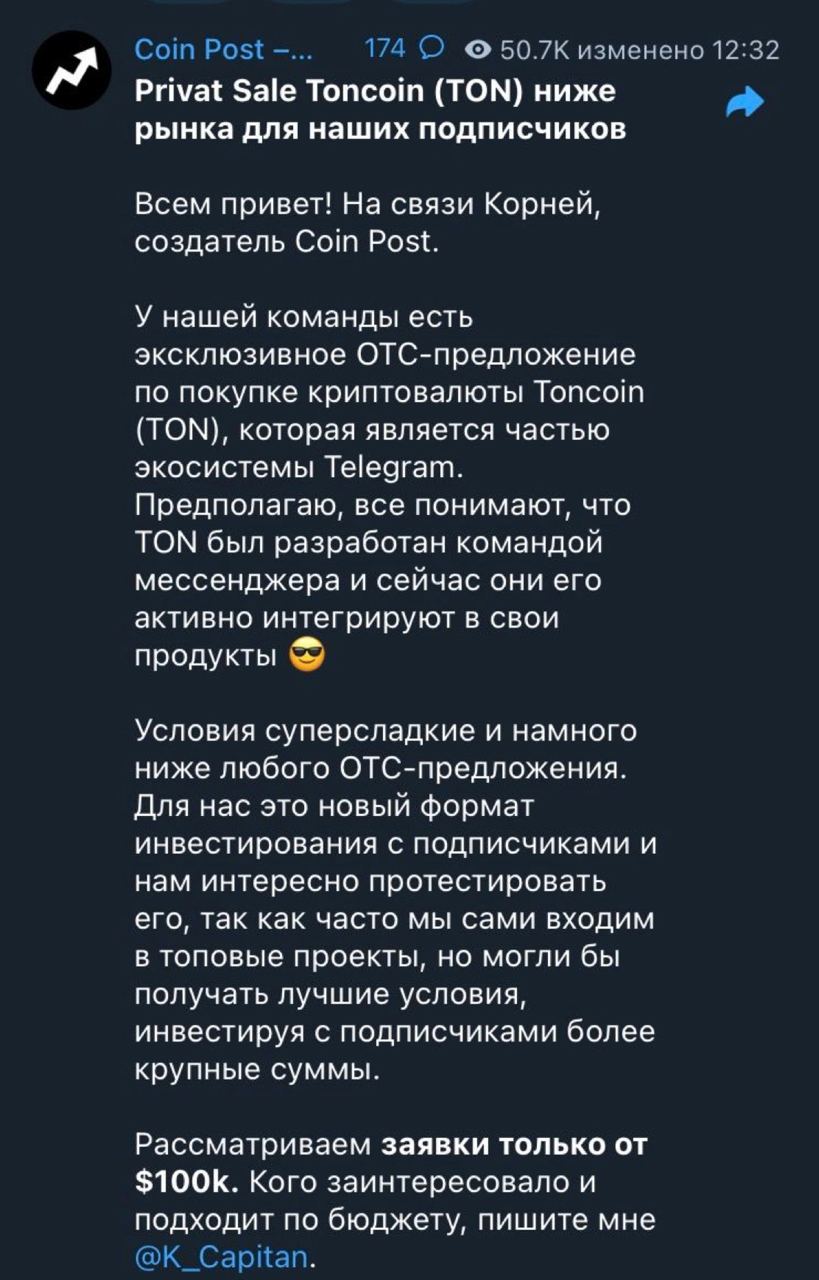 Coin Post –... 174 50.7K изменено 12:32
Privat Sale Toncoin (TON) ниже
рынка для наших подписчиков
Всем привет! На связи Корней,
создатель Coin Post.
У нашей команды есть
эксклюзивное OTC-предложение
по покупке криптовалюты Toncoin
(TON), которая является частью
экосистемы Telegram.
Предполагаю, все понимают, что
TON был разработан командой
мессенджера и сейчас они его
активно интегрируют в свои
продукты 😎
Условия суперсладкие и намного
ниже любого OTC-предложения.
Для нас это новый формат
инвестирования с подписчиками и
нам интересно протестировать
его, так как часто мы сами входим
в топовые проекты, но могли бы
получать лучшие условия,
инвестируя с подписчиками более
крупные суммы.
Рассматриваем заявки только от
$100k. Кого заинтересовало и
подходит по бюджету, пишите мне
@K_Capitan.